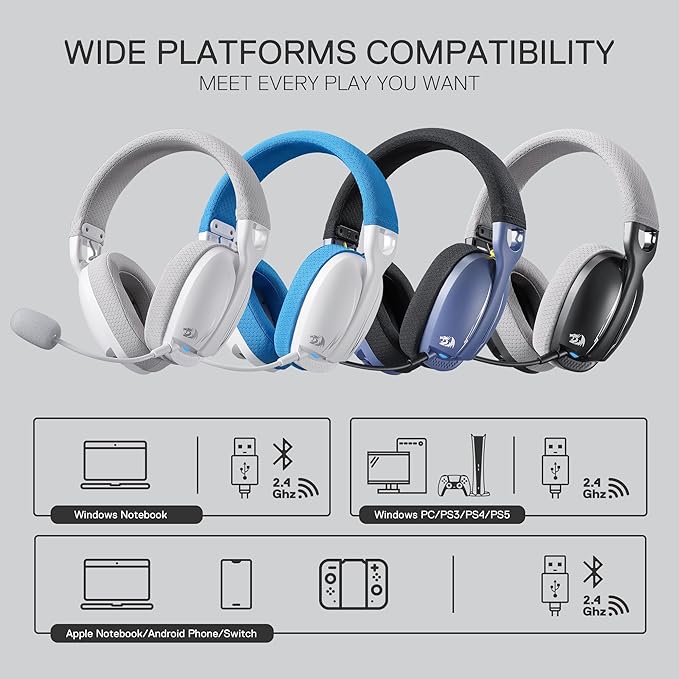 WIDE PLATFORMS COMPATIBILITY
MEET EVERY PLAY YOU WANT
2.4
Ghz
Windows Notebook
2.4
Ghz
Windows PC/PS3/PS4/PS5
2.4
Ghz
Apple Notebook/Android Phone/Switch